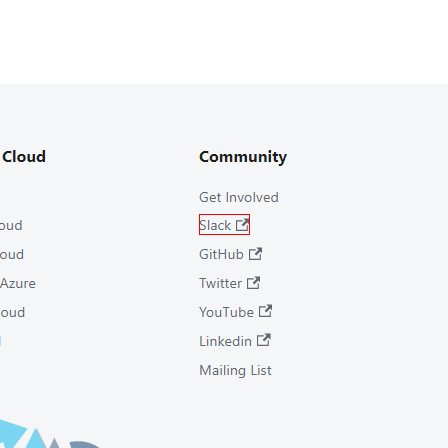 Cloud
oud
oud
Azure
oud
Community
Get Involved
Slack
GitHub
Twitter
YouTube
Linkedin
Mailing List